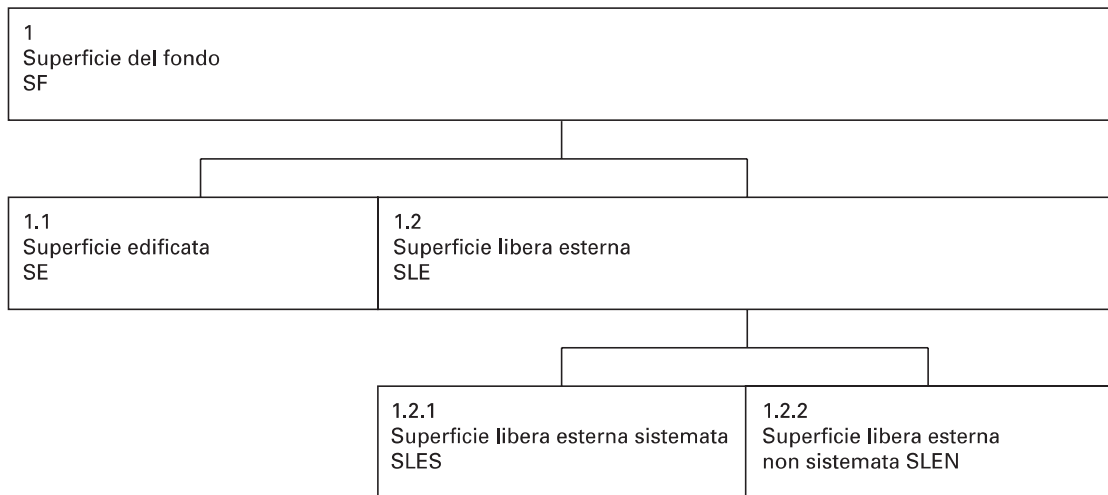 1
Superficie del fondo
SF
1.1
Superficie edificata
SE
1.2
Superficie libera esterna
SLE
1.2.1
Superficie libera esterna sistemata
SLES
1.2.2
Superficie libera esterna
non sistemata SLEN